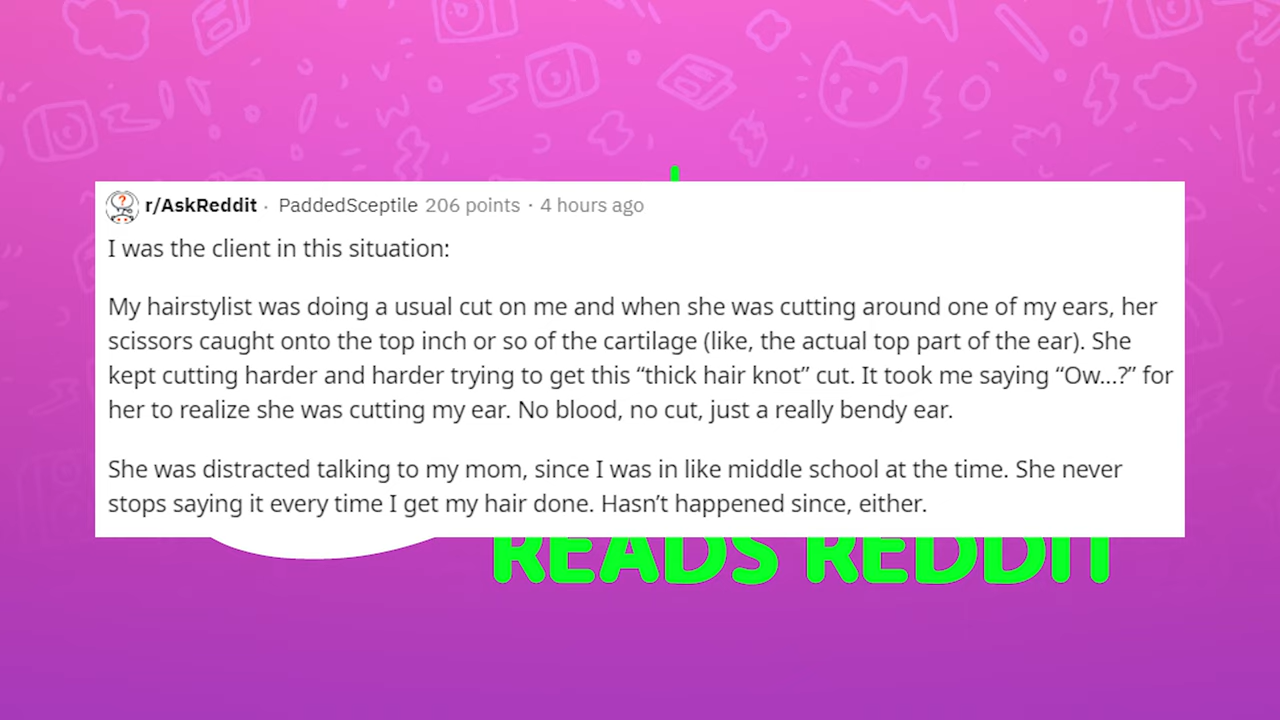 r/AskReddit · PaddedSceptile 206 points · 4 hours ago
I was the client in this situation:
My hairstylist was doing a usual cut on me and when she was cutting around one of my ears, her
scissors caught onto the top inch or so of the cartilage (like, the actual top part of the ear). She
kept cutting harder and harder trying to get this “thick hair knot” cut. It took me saying “Ow...?” for
her to realize she was cutting my ear. No blood, no cut, just a really bendy ear.
She was distracted talking to my mom, since I was in like middle school at the time. She never
stops saying it every time I get my hair done. Hasn’t happened since, either.
READS REDDIT